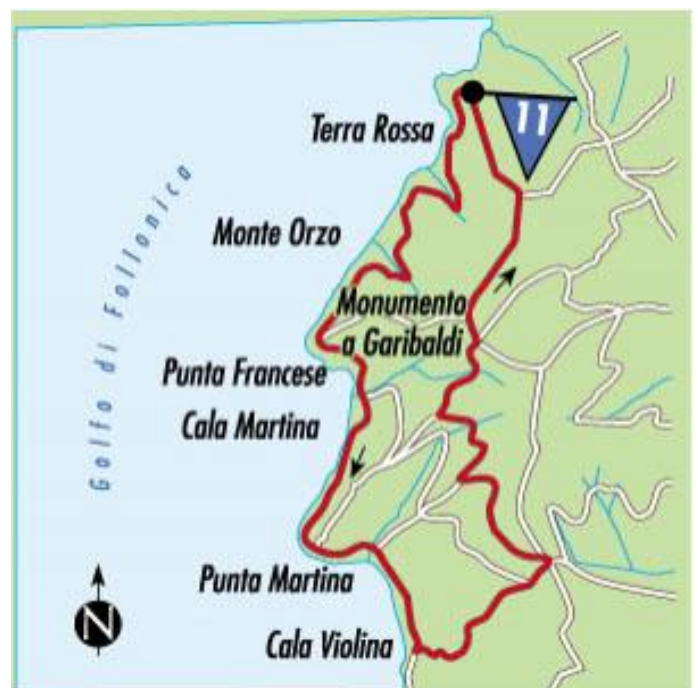 11
Terra Rossa
Monte Orzo
Golfo di Follonica
Monumento
a Garibaldi
Punta Francese
Cala Martina
Punta Martina
N
Cala Violina